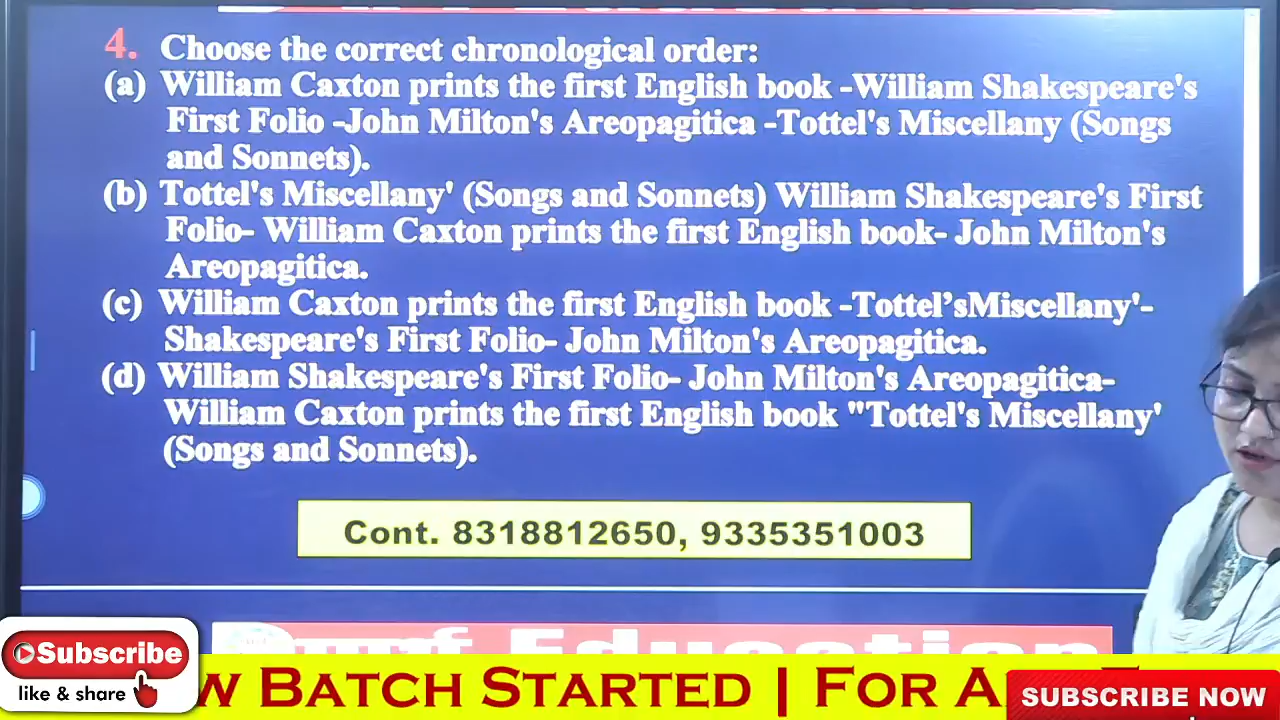 4. Choose the correct chronological order:
(a) William Caxton prints the first English book -William Shakespeare's
First Folio -John Milton's Areopagitica -Tottel's Miscellany (Songs
and Sonnets).
(b) Tottel's Miscellany' (Songs and Sonnets) William Shakespeare's First
Folio- William Caxton prints the first English book- John Milton's
Areopagitica.
(c) William Caxton prints the first English book -Tottel’sMiscellany'-
Shakespeare's First Folio- John Milton's Areopagitica.
(d) William Shakespeare's First Folio- John Milton's Areopagitica-
William Caxton prints the first English book "Tottel's Miscellany'
(Songs and Sonnets).
Cont. 8318812650, 9335351003
Education
Subscribe
like & share
w BATCH STARTED | FOR A
SUBSCRIBE NOW